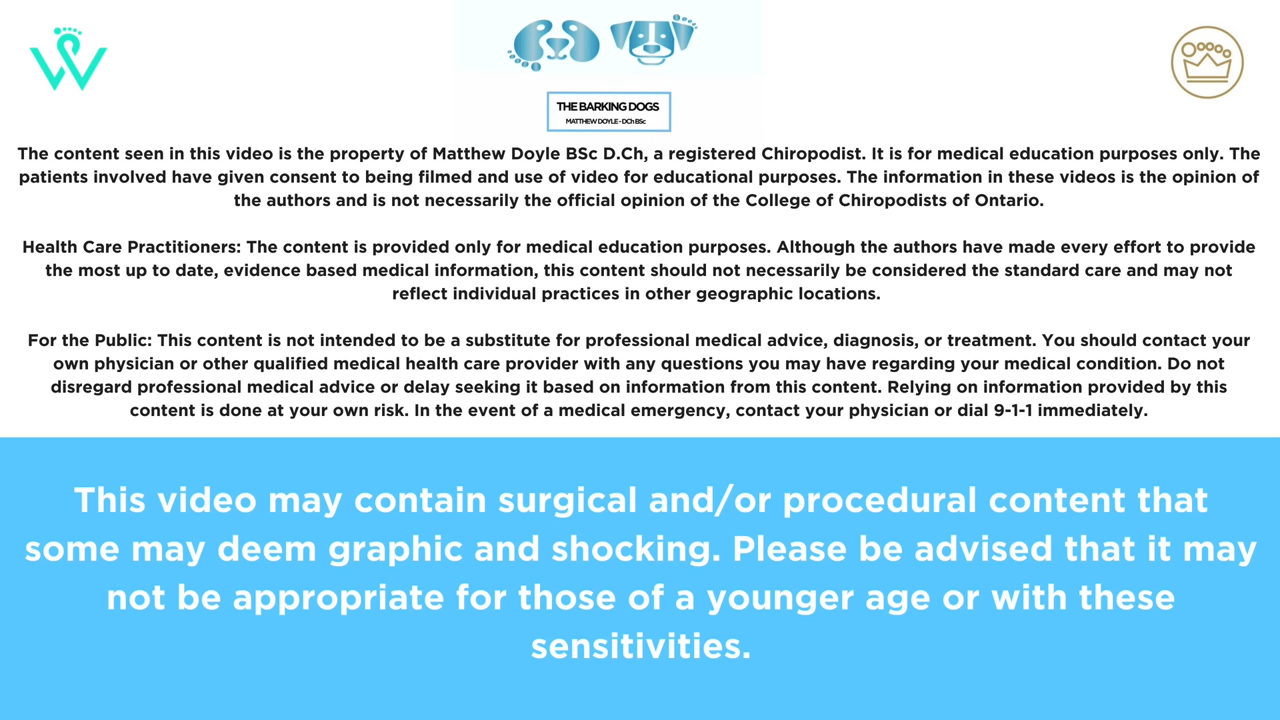 THE BARKING DOGS
MATTHEW DOYLE - DCh BSc
The content seen in this video is the property of Matthew Doyle BSc D.Ch, a registered Chiropodist. It is for medical education purposes only. The
patients involved have given consent to being filmed and use of video for educational purposes. The information in these videos is the opinion of
the authors and is not necessarily the official opinion of the College of Chiropodists of Ontario.
Health Care Practitioners: The content is provided only for medical education purposes. Although the authors have made every effort to provide
the most up to date, evidence based medical information, this content should not necessarily be considered the standard care and may not
reflect individual practices in other geographic locations.
For the Public: This content is not intended to be a substitute for professional medical advice, diagnosis, or treatment. You should contact your
own physician or other qualified medical health care provider with any questions you may have regarding your medical condition. Do not
disregard professional medical advice or delay seeking it based on information from this content. Relying on information provided by this
content is done at your own risk. In the event of a medical emergency, contact your physician or dial 9-1-1 immediately.
This video may contain surgical and/or procedural content that
some may deem graphic and shocking. Please be advised that it may
not be appropriate for those of a younger age or with these
sensitivities.